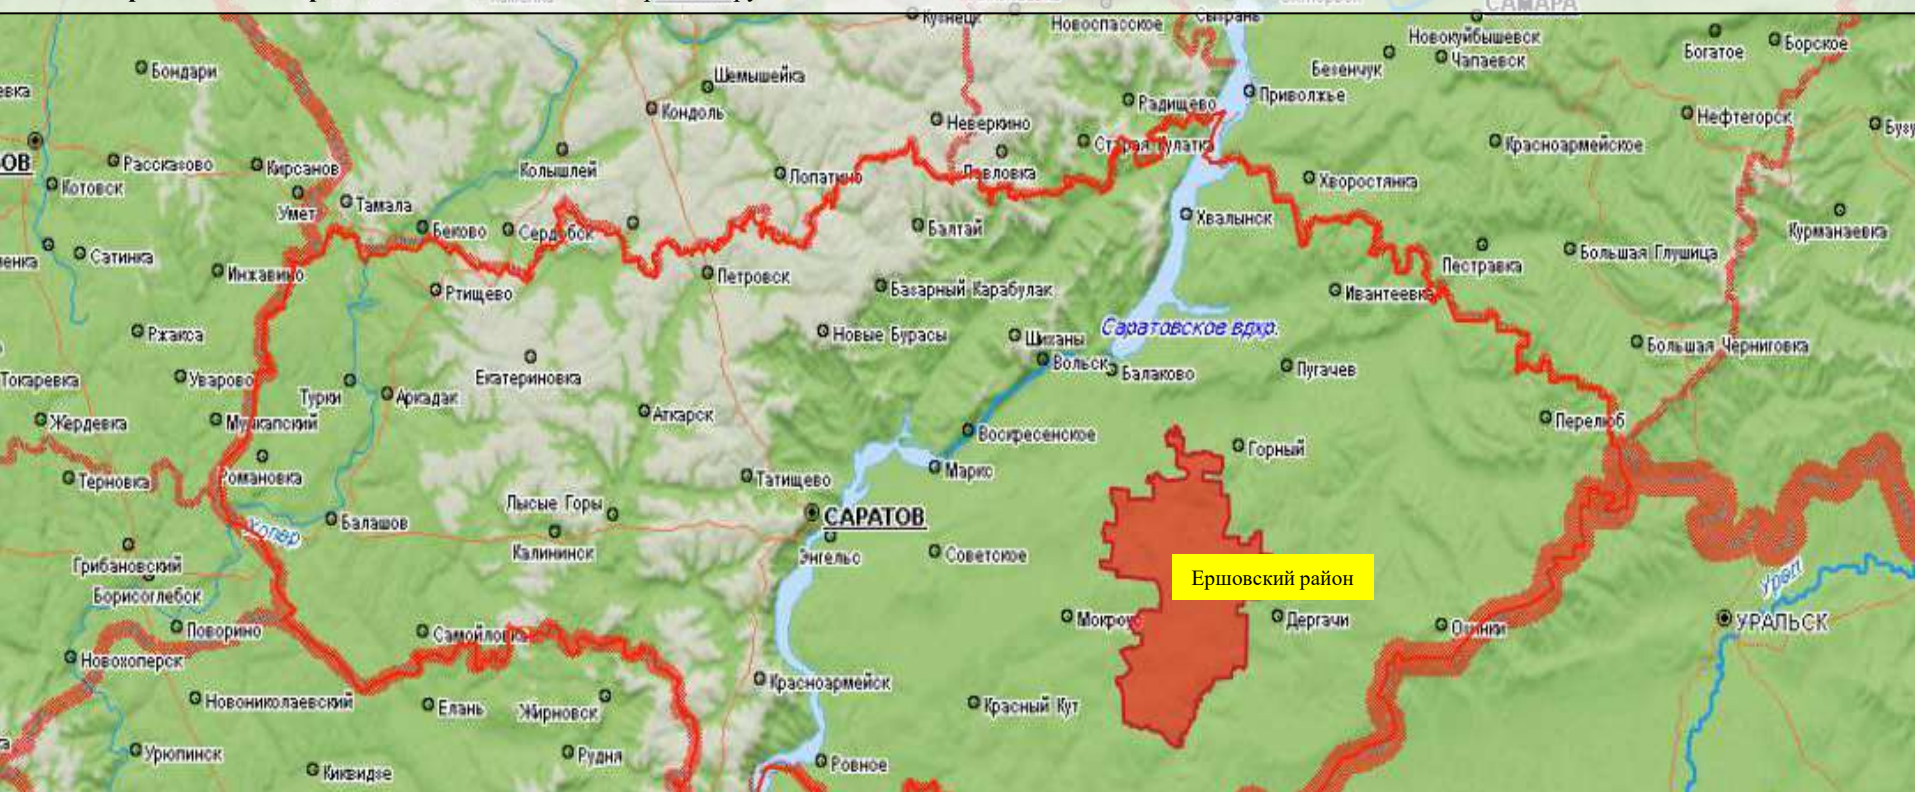 Кузнецк
Новоспасское
Сызрань
САМАРА
Новокуйбышевск
Богатое
Борское
Бондари
Шемышейка
Безенчук
Чапаевск
Кондоль
Радищево
Приволжье
Неверкино
Нефтегорск
Рассказово
Кирсанов
Старая Кулатка
Красноармейское
Котовск
Колышлей
Лопатино
Павловка
Хворостянка
Умет
Тамала
Беково
Сердобск
Балтай
Хвалынск
Курманаевка
Сатинка
Инжавино
Петровск
Пестравка
Большая Глушица
Ртищево
Базарный Карабулак
Ивантеевка
Ржакса
Новые Бурасы
Шиханы
Саратовское вдхр.
Большая Черниговка
Токаревка
Уварово
Турки
Аркадак
Екатериновка
Вольск
Балаково
Пугачев
Жердевка
Мучкапский
Аткарск
Воскресенское
Перелюб
Горный
Терновка
Романовка
Татищево
Маркс
Лысые Горы
Балашов
Хопер
САРАТОВ
Калининск
Энгельс
Советское
Грибановский
Борисоглебск
Ершовский район
Урал
Поворино
Самойловка
Дергачи
Озинки
УРАЛЬСК
Новохоперск
Красноармейск
Новониколаевский
Елань
Жирновск
Красный Кут
Урюпинск
Рудня
Киквидзе
Ровное